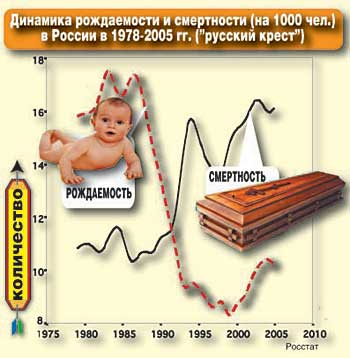 Динамика рождаемости и смертности (на 1000 чел.)
в России в 1978-2005 гг. ("русский крест")
18
16
14
12
10
8
количество
РОЖДАЕМОСТЬ
СМЕРТНОСТЬ
1975 1980 1985 1990 1995 2000 2005 2010
Росстат